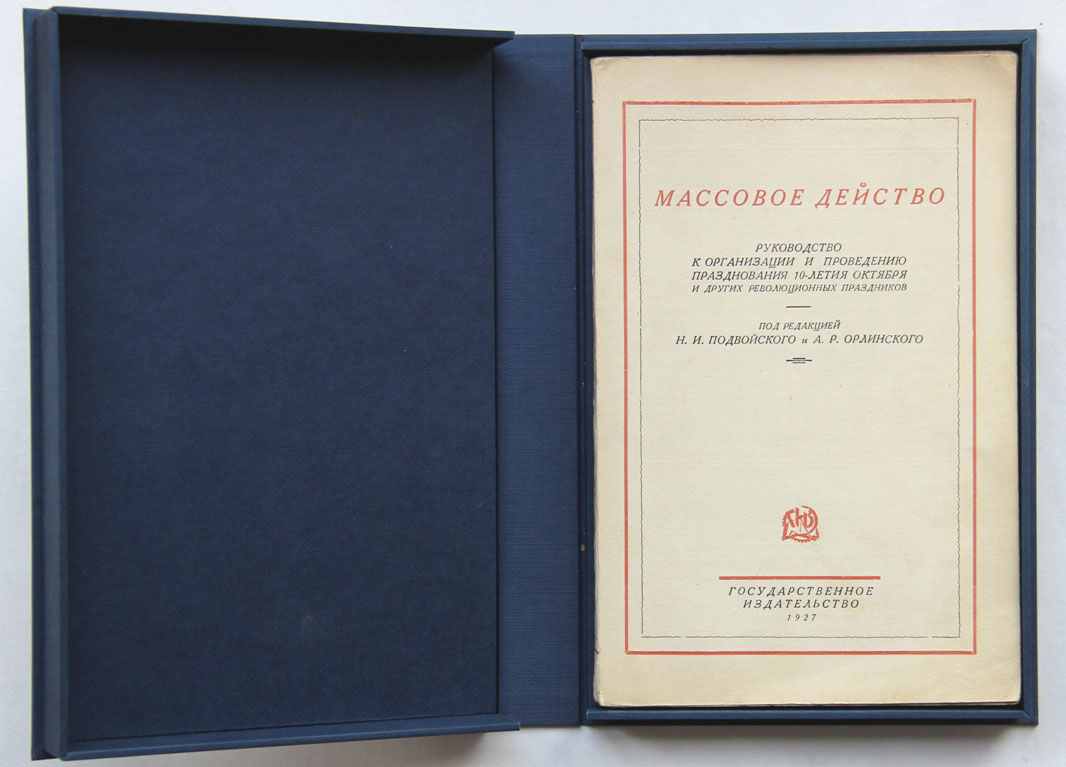 МАССОВОЕ ДЕЙСТВО
РУКОВОДСТВО
К ОРГАНИЗАЦИИ И ПРОВЕДЕНИЮ
ПРАЗДНОВАНИЯ 10-ЛЕТИЯ ОКТЯБРЯ
И ДРУГИХ РЕВОЛЮЦИОННЫХ ПРАЗДНИКОВ
ПОД РЕДАКЦИЕЙ
Н. И. ПОДВОЙСКОГО и А. Р. ОРЛИНСКОГО
ГОСУДАРСТВЕННОЕ
ИЗДАТЕЛЬСТВО
1927